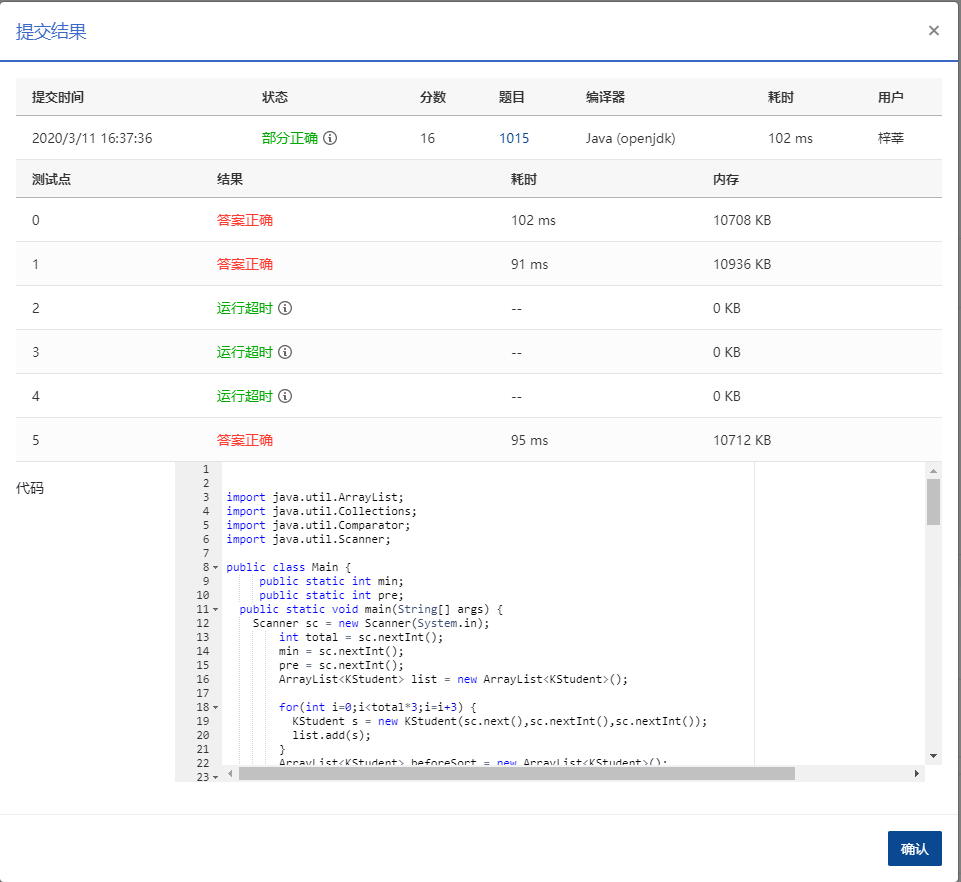 提交结果
×
提交时间 状态 分数 题目 编译器 耗时 用户
2020/3/11 16:37:36 部分正确 16 1015 Java (openjdk) 102 ms 梓莘
测试点 结果 耗时 内存
0 答案正确 102 ms 10708 KB
1 答案正确 91 ms 10936 KB
2 运行超时 -- 0 KB
3 运行超时 -- 0 KB
4 运行超时 -- 0 KB
5 答案正确 95 ms 10712 KB
代码
1
2
3 import java.util.ArrayList;
4 import java.util.Collections;
5 import java.util.Comparator;
6 import java.util.Scanner;
7
8 public class Main {
9 public static int min;
10 public static int pre;
11 public static void main(String[] args) {
12 Scanner sc = new Scanner(System.in);
13 int total = sc.nextInt();
14 min = sc.nextInt();
15 pre = sc.nextInt();
16 ArrayList<KStudent> list = new ArrayList<KStudent>();
17
18 for(int i=0;i<total*3;i=i+3) {
19 KStudent s = new KStudent(sc.next(),sc.nextInt(),sc.nextInt());
20 list.add(s);
21 }
22 ArrayList<KStudent> beforeSort = new ArrayList<KStudent>();
23
确认